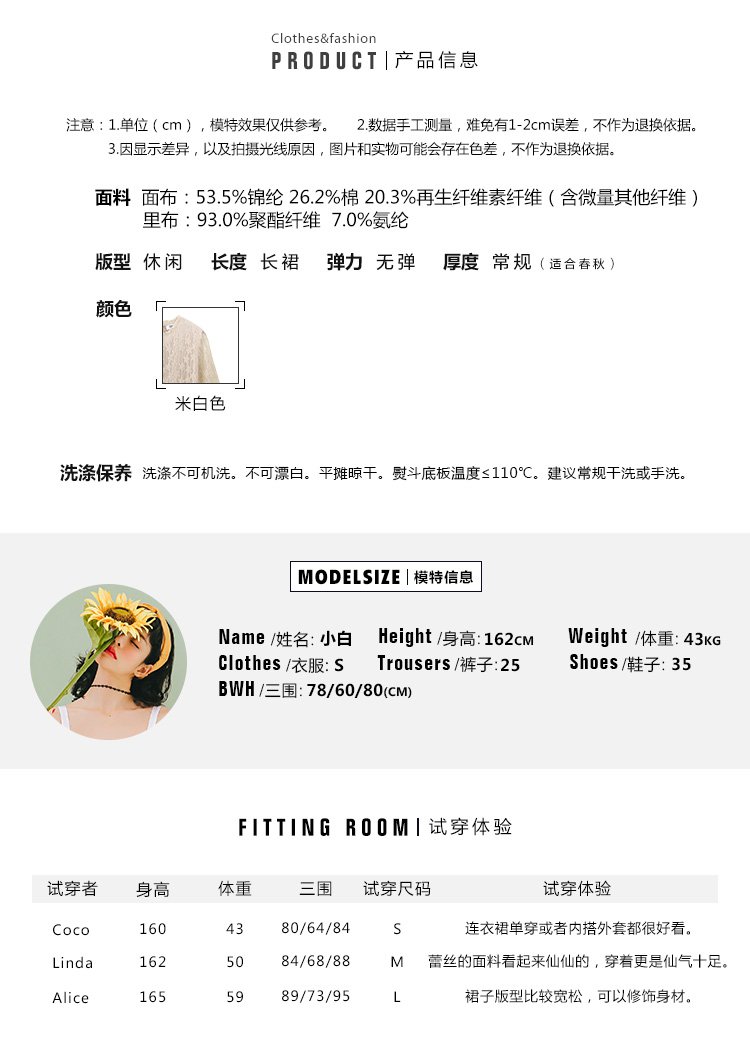 Clothes&fashion
PRODUCT | 产品信息
注意：1.单位（cm），模特效果仅供参考。 2.数据手工测量，难免有1-2cm误差，不作为退换依据。
3.因显示差异，以及拍摄光线原因，图片和实物可能会存在色差，不作为退换依据。
面料 面布：53.5%锦纶 26.2%棉 20.3%再生纤维素纤维（含微量其他纤维）
里布：93.0%聚酯纤维 7.0%氨纶
版型 休闲 长度 长裙 弹力 无弹 厚度 常规（适合春秋）
颜色
米白色
洗涤保养 洗涤不可机洗。不可漂白。平摊晾干。熨斗底板温度≤110℃。建议常规干洗或手洗。
MODELSIZE | 模特信息
Name /姓名: 小白 Height /身高: 162CM Weight /体重: 43KG
Clothes /衣服: S Trousers /裤子: 25 Shoes /鞋子: 35
BWH /三围: 78/60/80(CM)
FITTING ROOM | 试穿体验
试穿者 身高 体重 三围 试穿尺码 试穿体验
Coco 160 43 80/64/84 S 连衣裙单穿或者内搭外套都很好看。
Linda 162 50 84/68/88 M 蕾丝的面料看起来仙仙的，穿着更是仙气十足。
Alice 165 59 89/73/95 L 裙子版型比较宽松，可以修饰身材。